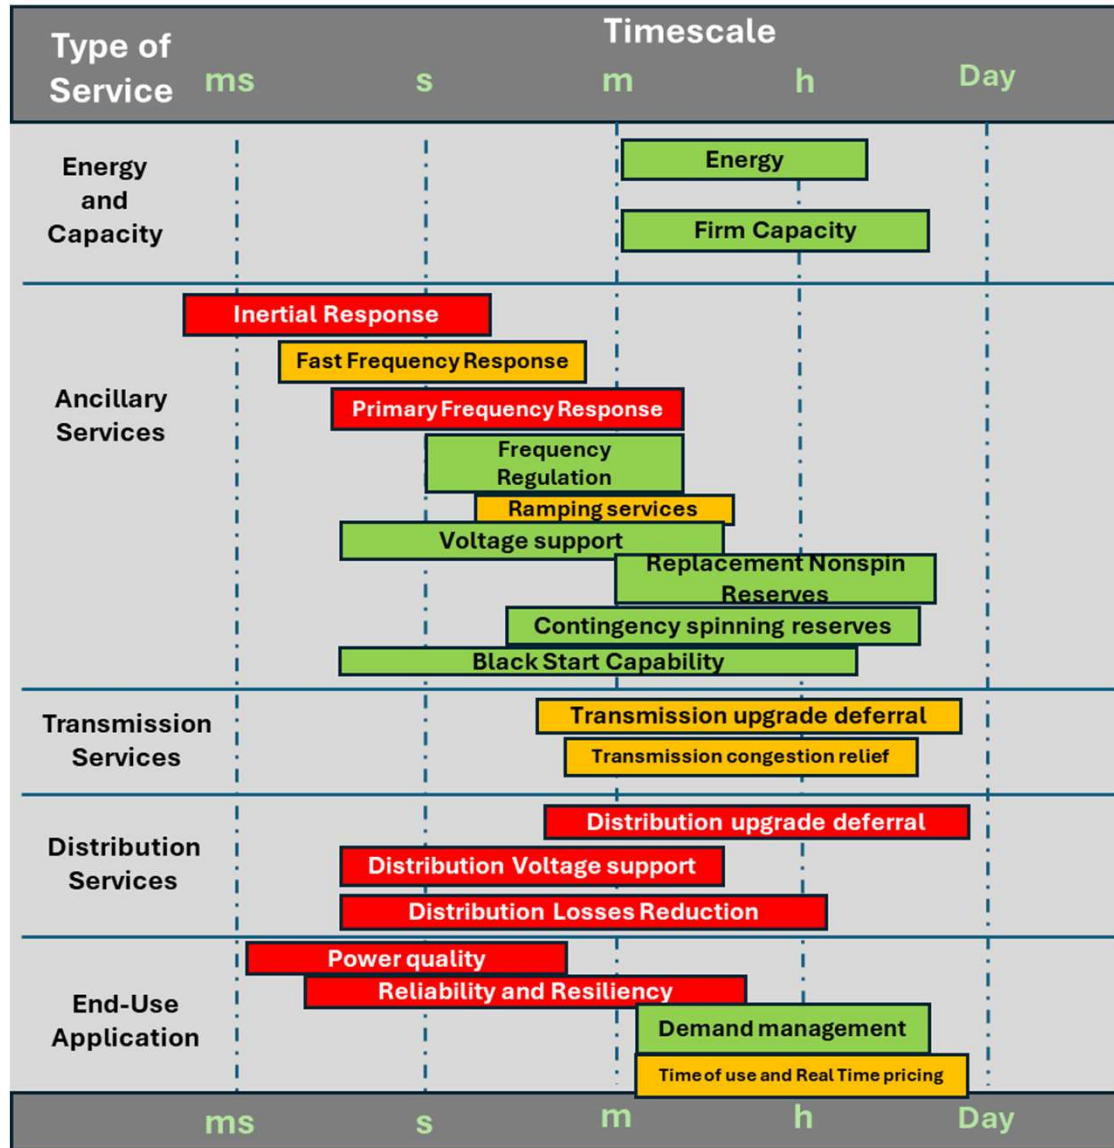 Type of
Service
Timescale
ms
s
m
h
Day
Energy
and
Capacity
Energy
Firm Capacity
Ancillary
Services
Inertial Response
Fast Frequency Response
Primary Frequency Response
Frequency
Regulation
Ramping services
Voltage support
Replacement Nonspin
Reserves
Contingency spinning reserves
Black Start Capability
Transmission
Services
Transmission upgrade deferral
Transmission congestion relief
Distribution
Services
Distribution upgrade deferral
Distribution Voltage support
Distribution Losses Reduction
End-Use
Application
Power quality
Reliability and Resiliency
Demand management
Time of use and Real Time pricing
ms
s
m
h
Day